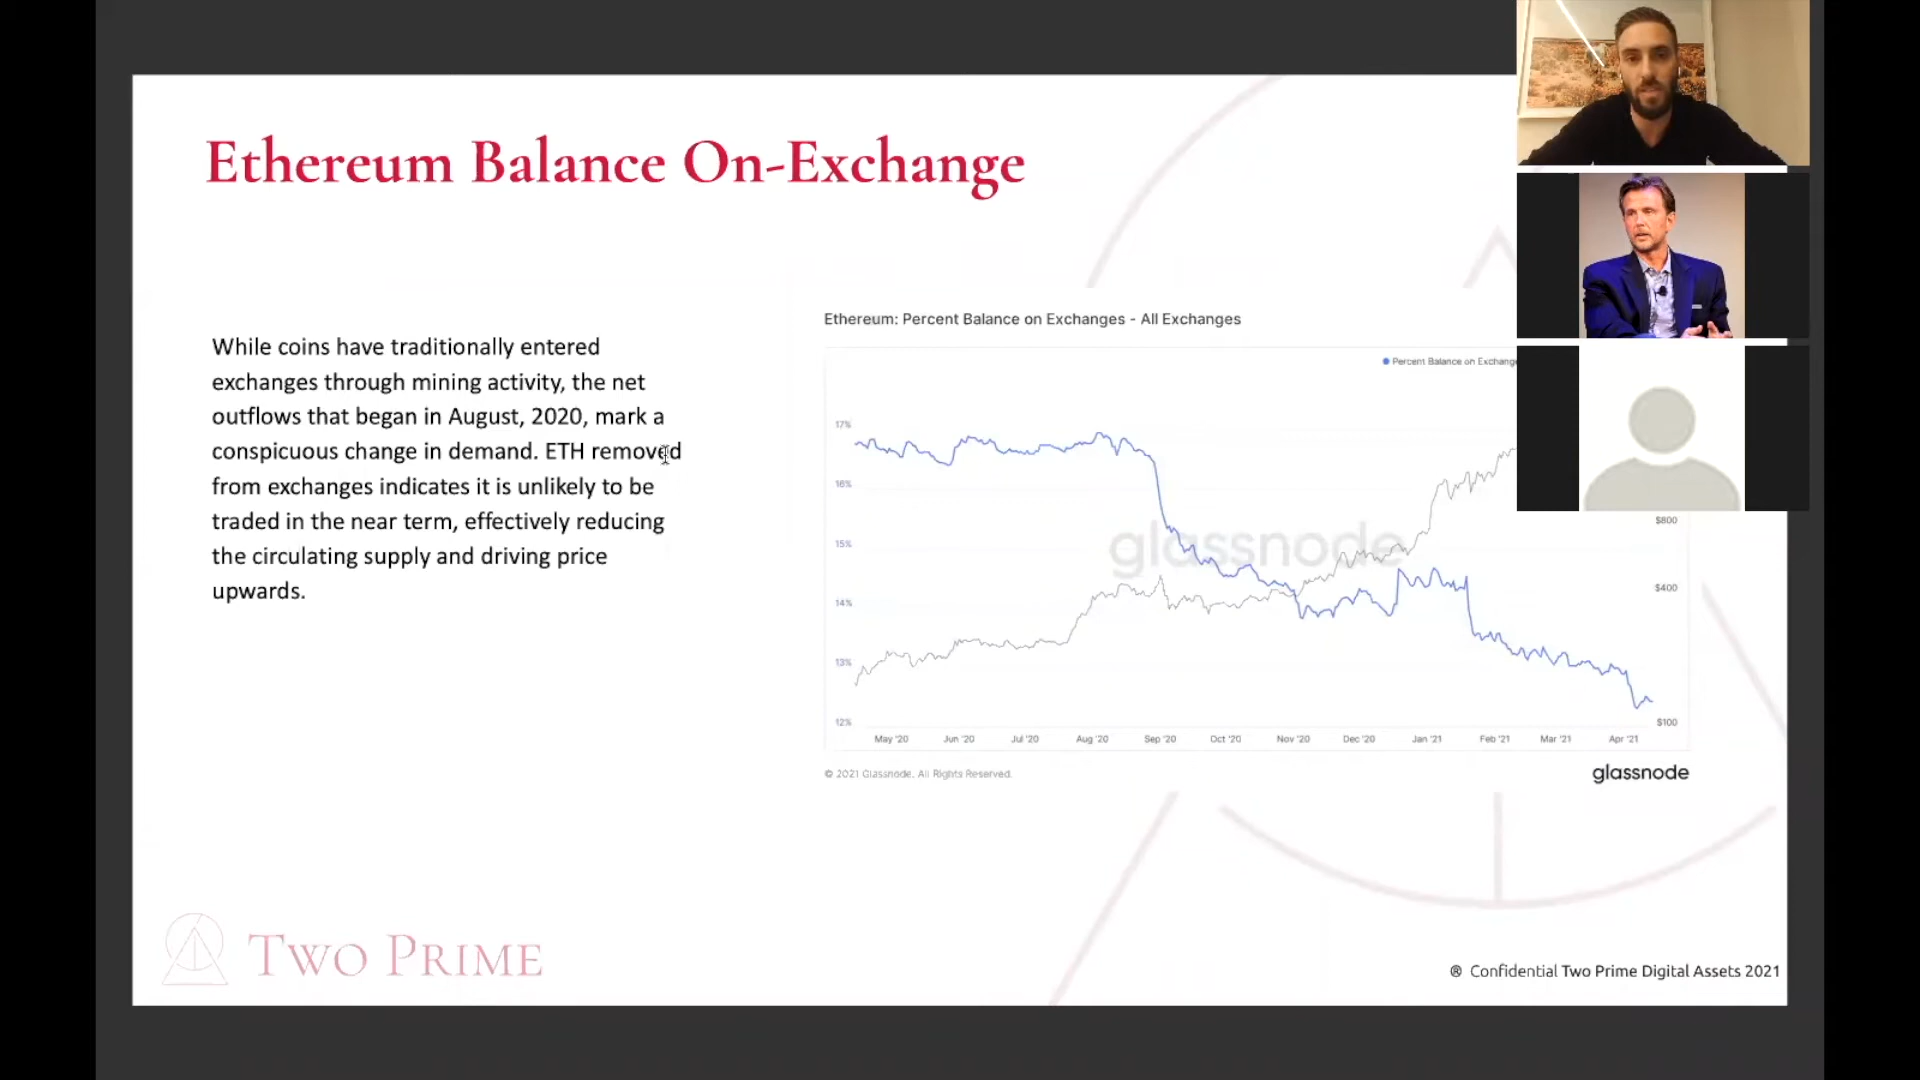 Ethereum Balance On-Exchange
While coins have traditionally entered
exchanges through mining activity, the net
outflows that began in August, 2020, mark a
conspicuous change in demand. ETH removed
from exchanges indicates it is unlikely to be
traded in the near term, effectively reducing
the circulating supply and driving price
upwards.
Ethereum: Percent Balance on Exchanges - All Exchanges
Percent Balance on Exchang
17%
16%
15%
14%
13%
12%
glassnode
$800
$400
$100
May '20 Jun '20 Jul '20 Aug '20 Sep '20 Oct '20 Nov '20 Dec '20 Jan '21 Feb '21 Mar '21 Apr '21
© 2021 Glassnode. All Rights Reserved.
glassnode
TWO PRIME
® Confidential Two Prime Digital Assets 2021